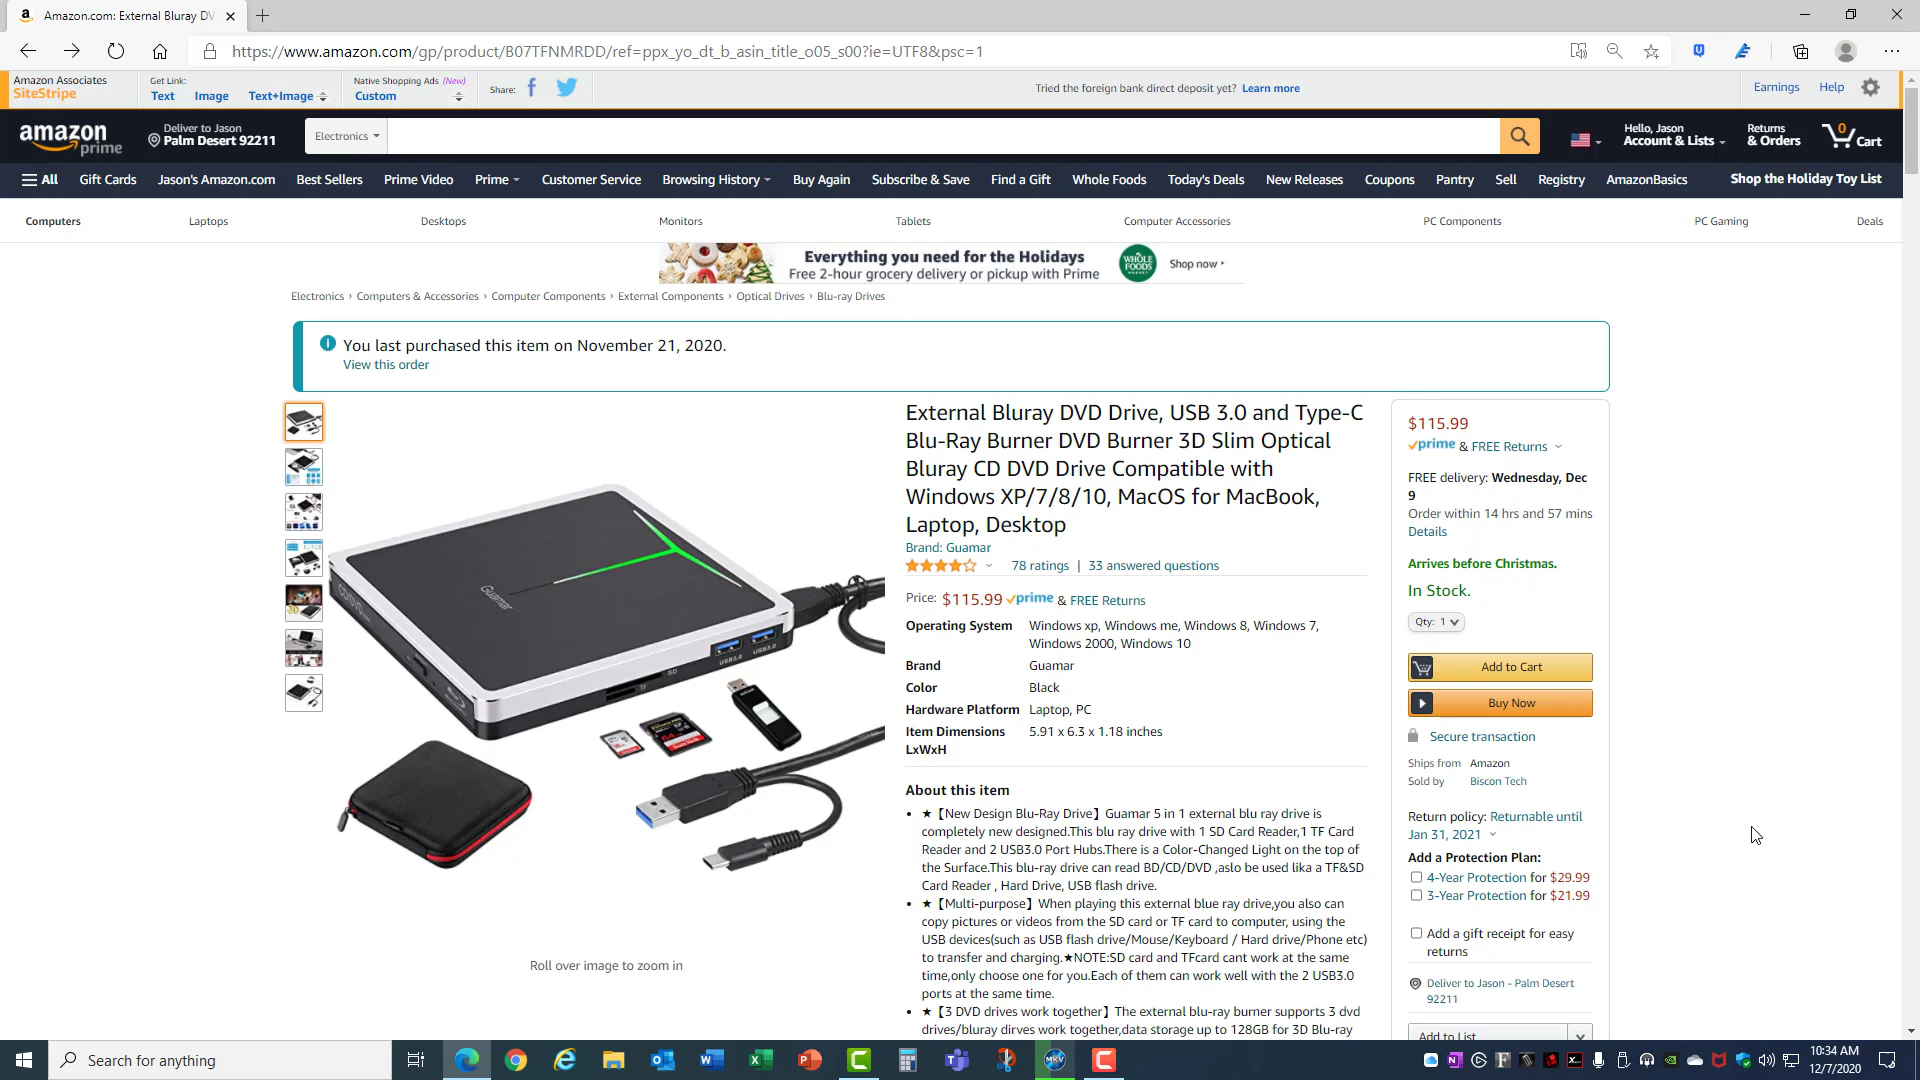 Amazon.com: External Bluray DV
https://www.amazon.com/gp/product/B07TFNMRDD/ref=ppx_yo_dt_b_asin_title_o05_s00?ie=UTF8&psc=1
Amazon Associates
SiteStripe
Get Link:
Text Image Text+Image
Native Shopping Ads (New)
Custom
Share:
Tried the foreign bank direct deposit yet? Learn more
Earnings Help
amazon prime
Deliver to Jason
Palm Desert 92211
Electronics
Hello, Jason
Account & Lists
Returns
& Orders
0
Cart
All Gift Cards Jason's Amazon.com Best Sellers Prime Video Prime Customer Service Browsing History Buy Again Subscribe & Save Find a Gift Whole Foods Today's Deals New Releases Coupons Pantry Sell Registry AmazonBasics Shop the Holiday Toy List
Computers Laptops Desktops Monitors Tablets Computer Accessories PC Components PC Gaming Deals
Everything you need for the Holidays
Free 2-hour grocery delivery or pickup with Prime
WHOLE FOODS MARKET
Shop now
Electronics › Computers & Accessories › Computer Components › External Components › Optical Drives › Blu-ray Drives
You last purchased this item on November 21, 2020.
View this order
External Bluray DVD Drive, USB 3.0 and Type-C
Blu-Ray Burner DVD Burner 3D Slim Optical
Bluray CD DVD Drive Compatible with
Windows XP/7/8/10, MacOS for MacBook,
Laptop, Desktop
Brand: Guamar
78 ratings | 33 answered questions
Price: $115.99 prime & FREE Returns
Operating System Windows xp, Windows me, Windows 8, Windows 7,
Windows 2000, Windows 10
Brand Guamar
Color Black
Hardware Platform Laptop, PC
Item Dimensions 5.91 x 6.3 x 1.18 inches
LxWxH
About this item
• ★【New Design Blu-Ray Drive】Guamar 5 in 1 external blu ray drive is
completely new designed.This blu ray drive with 1 SD Card Reader,1 TF Card
Reader and 2 USB3.0 Port Hubs.There is a Color-Changed Light on the top of
the Surface.This blu-ray drive can read BD/CD/DVD ,aslo be used lika a TF&SD
Card Reader , Hard Drive, USB flash drive.
• ★【Multi-purpose】When playing this external blue ray drive,you also can
copy pictures or videos from the SD card or TF card to computer, using the
USB devices(such as USB flash drive/Mouse/Keyboard / Hard drive/Phone etc)
to transfer and charging.★NOTE:SD card and TFcard cant work at the same
time,only choose one for you.Each of them can work well with the 2 USB3.0
ports at the same time.
• ★【3 DVD drives work together】The external blu-ray burner supports 3 dvd
drives/bluray dirves work together,data storage up to 128GB for 3D Blu-ray
Guamar
CD/DVD
USB3.0 USB3.0
SD
TF
64
SanDisk
Roll over image to zoom in
$115.99
prime & FREE Returns
FREE delivery: Wednesday, Dec
9
Order within 14 hrs and 57 mins
Details
Arrives before Christmas.
In Stock.
Qty: 1
Add to Cart
Buy Now
Secure transaction
Ships from Amazon
Sold by Biscon Tech
Return policy: Returnable until
Jan 31, 2021
Add a Protection Plan:
4-Year Protection for $29.99
3-Year Protection for $21.99
Add a gift receipt for easy
returns
Deliver to Jason - Palm Desert
92211
Add to List
Search for anything
10:34 AM
12/7/2020